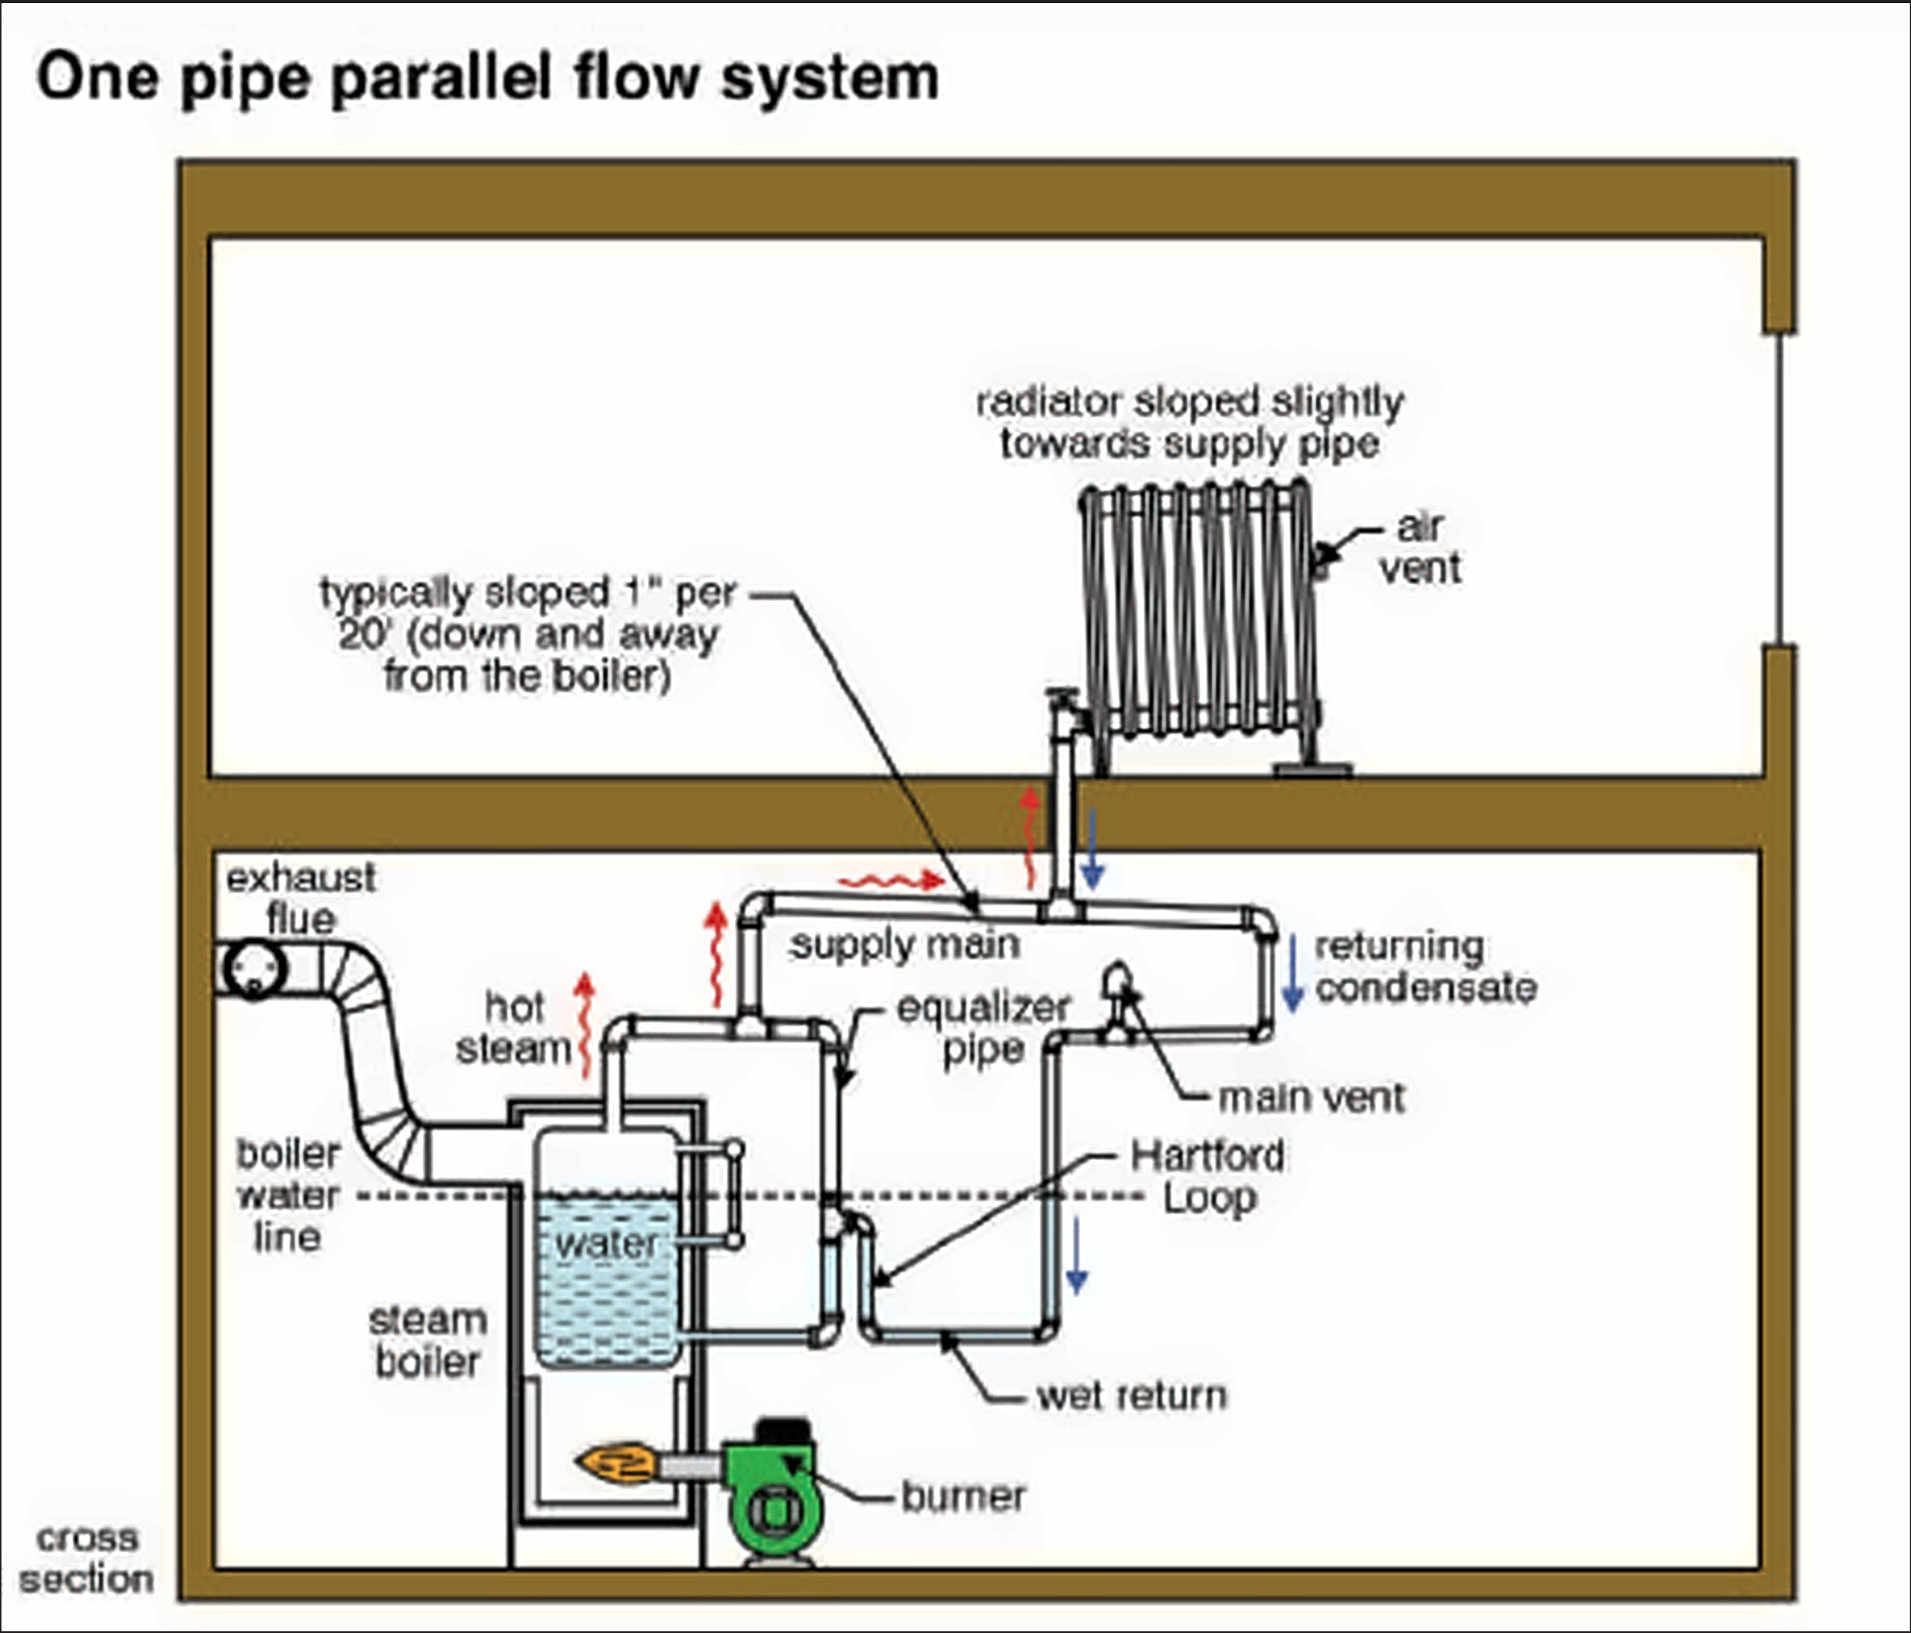 One pipe parallel flow system
radiator sloped slightly
towards supply pipe
air
vent
typically sloped 1" per
20' (down and away
from the boiler)
exhaust
flue
supply main
returning
condensate
hot
steam
equalizer
pipe
main vent
boiler
water
line
Hartford
Loop
water
steam
boiler
wet return
burner
cross
section